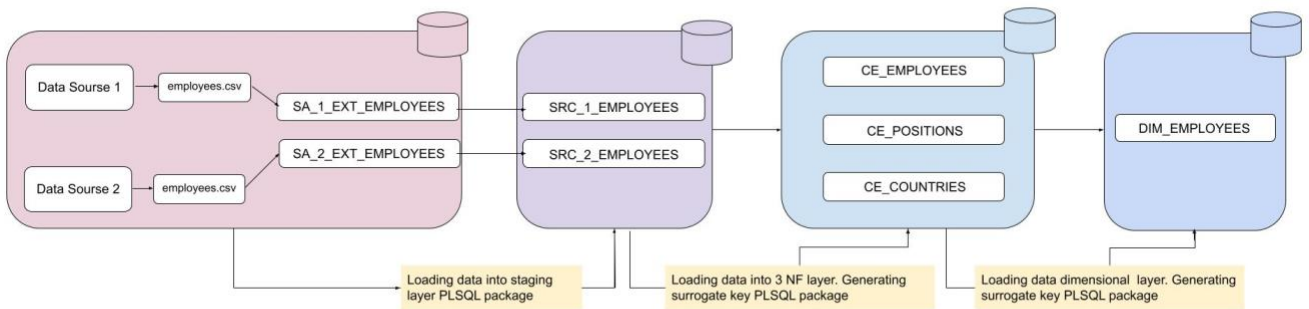 Data Sourse 1
employees.csv
SA_1_EXT_EMPLOYEES
SA_2_EXT_EMPLOYEES
Data Sourse 2
employees.csv
SRC_1_EMPLOYEES
SRC_2_EMPLOYEES
CE_EMPLOYEES
CE_POSITIONS
CE_COUNTRIES
DIM_EMPLOYEES
Loading data into staging
layer PLSQL package
Loading data into 3 NF layer. Generating
surrogate key PLSQL package
Loading data dimensional layer. Generating
surrogate key PLSQL package